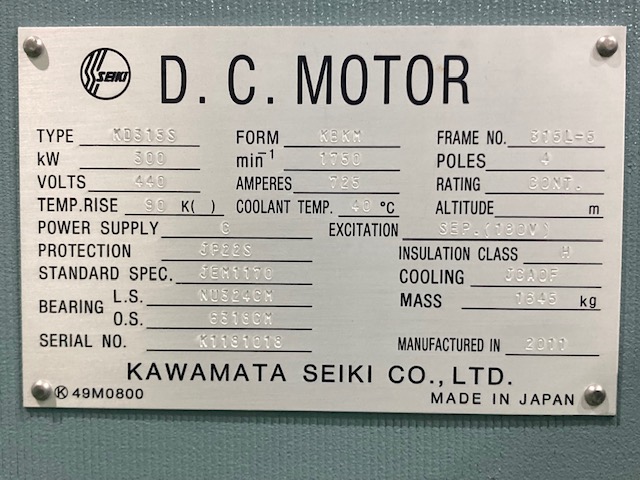 SEIKI
D. C. MOTOR
TYPE KD315S FORM KBKM FRAME NO. 315L-5
kW 300 min-1 1750 POLES 4
VOLTS 440 AMPERES 725 RATING CONT.
TEMP.RISE 90 K( ) COOLANT TEMP. 40 °C ALTITUDE m
POWER SUPPLY C EXCITATION SEP.(180V)
PROTECTION JP22S INSULATION CLASS H
STANDARD SPEC. JEM1170 COOLING JCA0F
BEARING L.S. NU324CM MASS 1645 kg
O.S. 6318CM
SERIAL NO. K1181018 MANUFACTURED IN 2011
KAWAMATA SEIKI CO., LTD.
Ⓚ 49M0800 MADE IN JAPAN